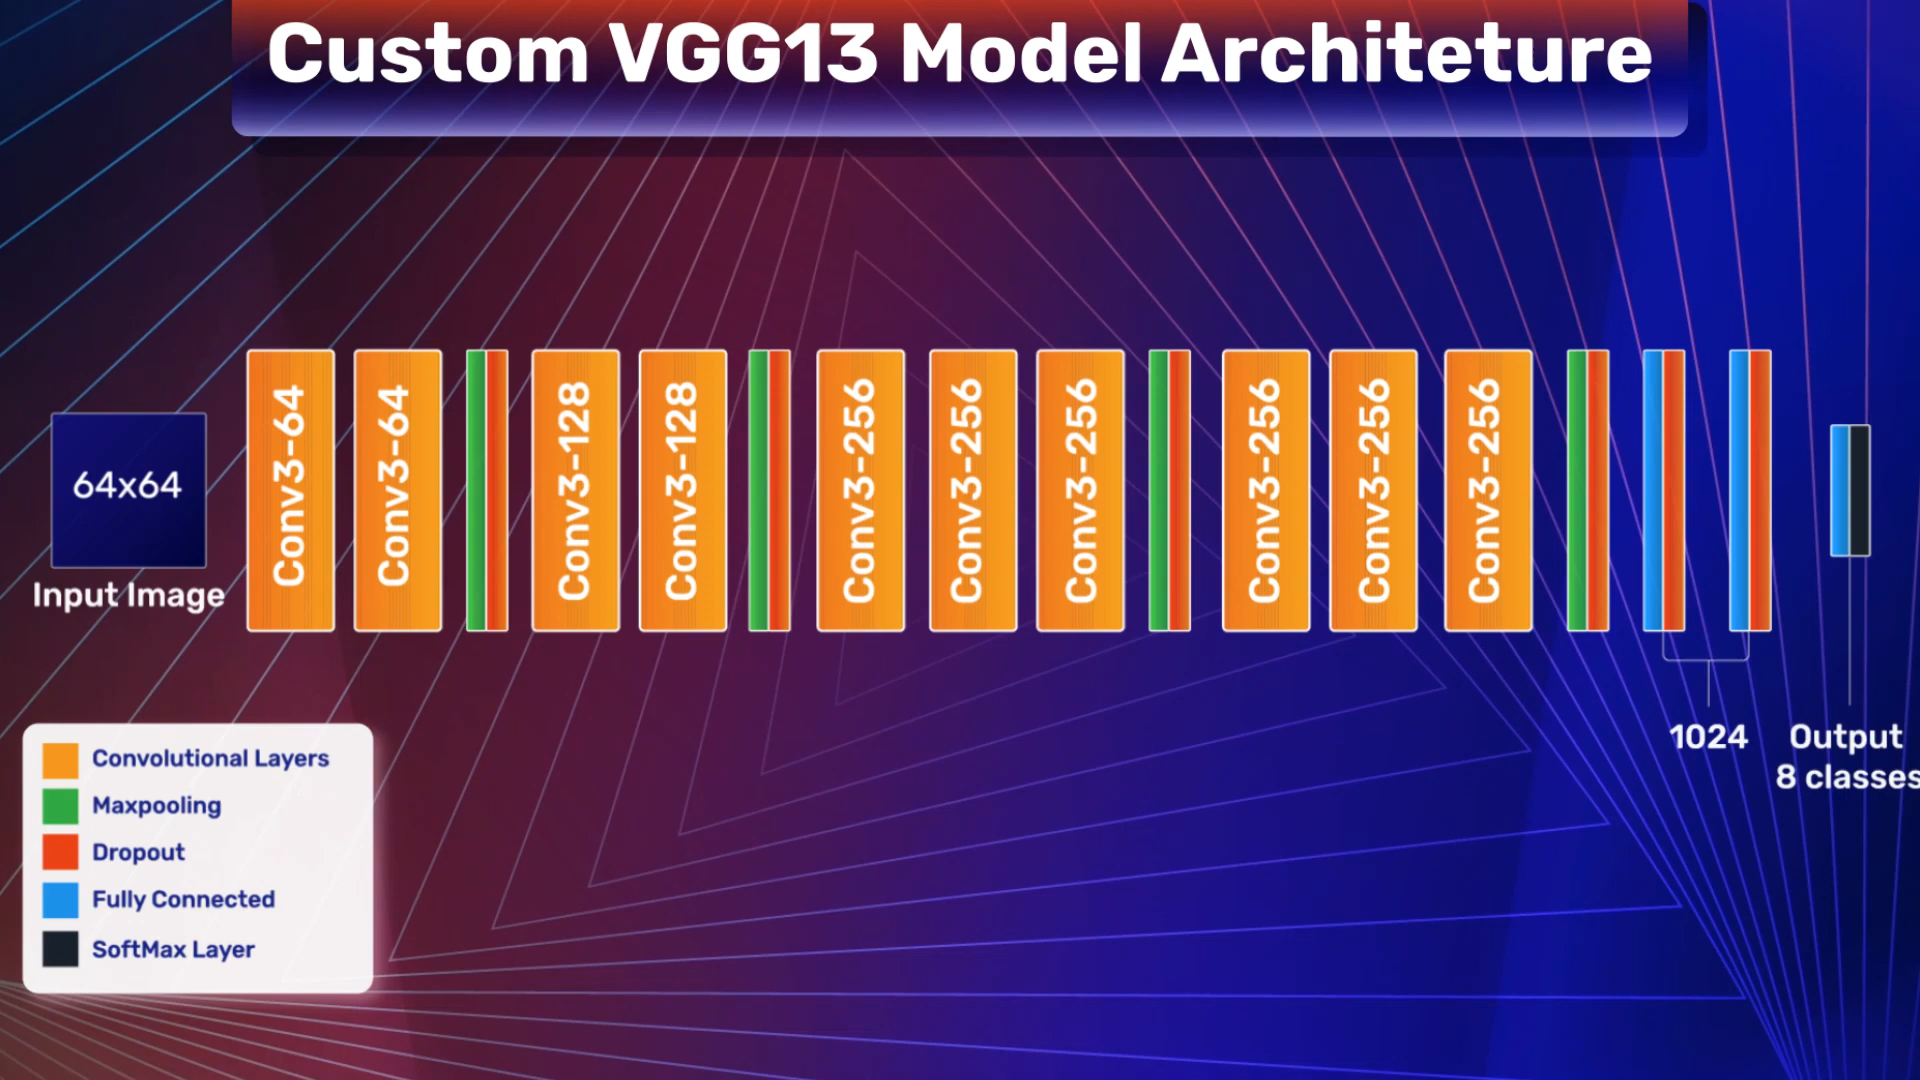 Custom VGG13 Model Architeture
64x64
Input Image
Conv3-64
Conv3-64
Conv3-128
Conv3-128
Conv3-256
Conv3-256
Conv3-256
Conv3-256
Conv3-256
Conv3-256
1024
Output
8 classes
Convolutional Layers
Maxpooling
Dropout
Fully Connected
SoftMax Layer